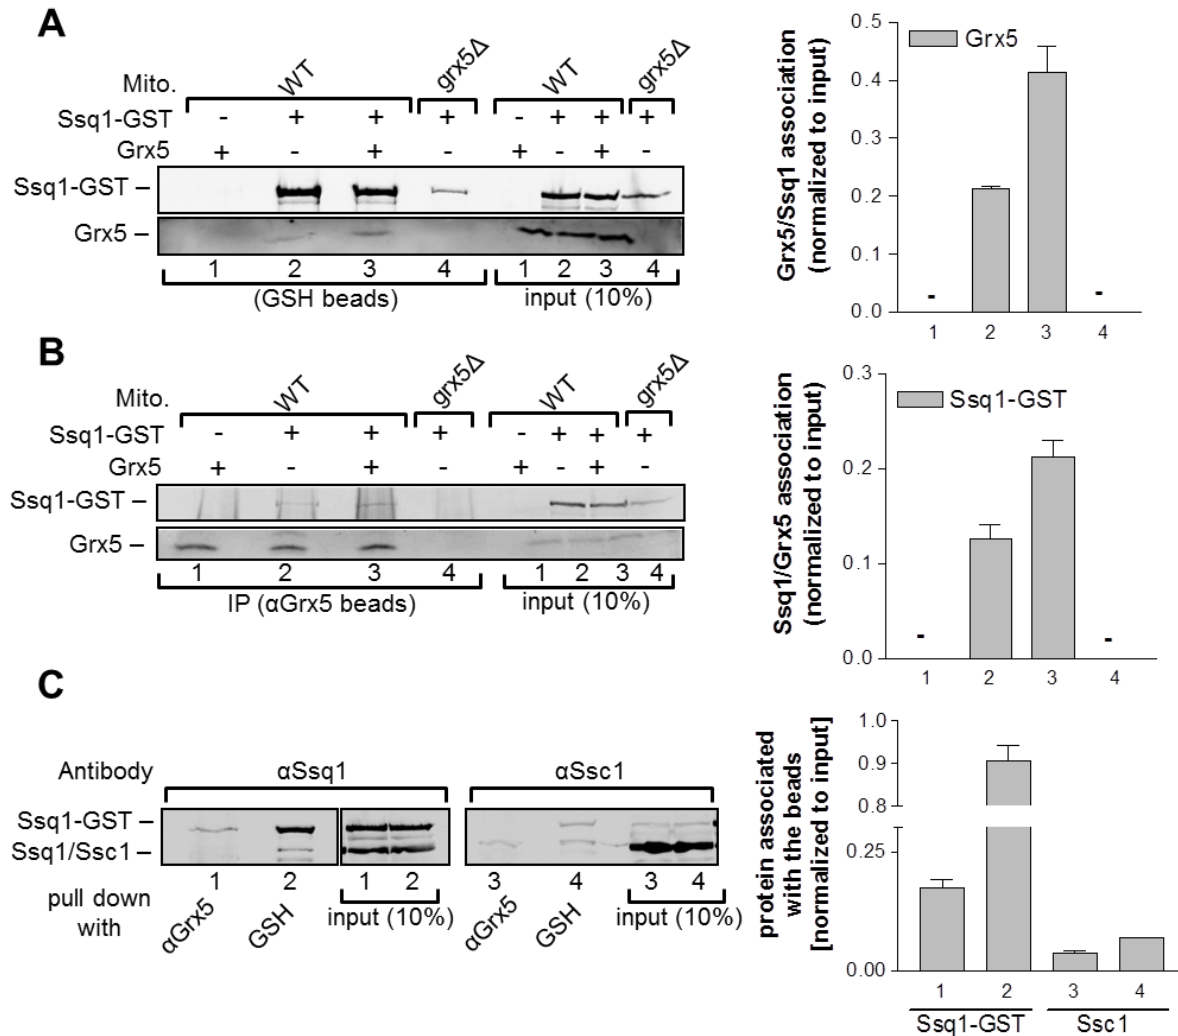 A
Mito. WT grx5Δ WT grx5Δ
Ssq1-GST - + + + - + + +
Grx5 + - + - + - + -
Ssq1-GST –
Grx5 –
1 2 3 4 1 2 3 4
(GSH beads) input (10%)
Grx5/Ssq1 association
(normalized to input)
0.5
0.4
0.3
0.2
0.1
0.0
Grx5
1 2 3 4
B
Mito. WT grx5Δ WT grx5Δ
Ssq1-GST - + + + - + + +
Grx5 + - + - + - + -
Ssq1-GST –
Grx5 –
1 2 3 4 1 2 3 4
IP (αGrx5 beads) input (10%)
Ssq1/Grx5 association
(normalized to input)
0.3
0.2
0.1
0.0
Ssq1-GST
1 2 3 4
C
Antibody αSsq1 αSsc1
Ssq1-GST –
Ssq1/Ssc1 –
1 2 1 2 3 4 3 4
pull down
with
αGrx5 GSH input (10%) αGrx5 GSH input (10%)
protein associated
with the beads
[normalized to input]
1.0
0.9
0.8
0.25
0.00
1 2 3 4
Ssq1-GST Ssc1